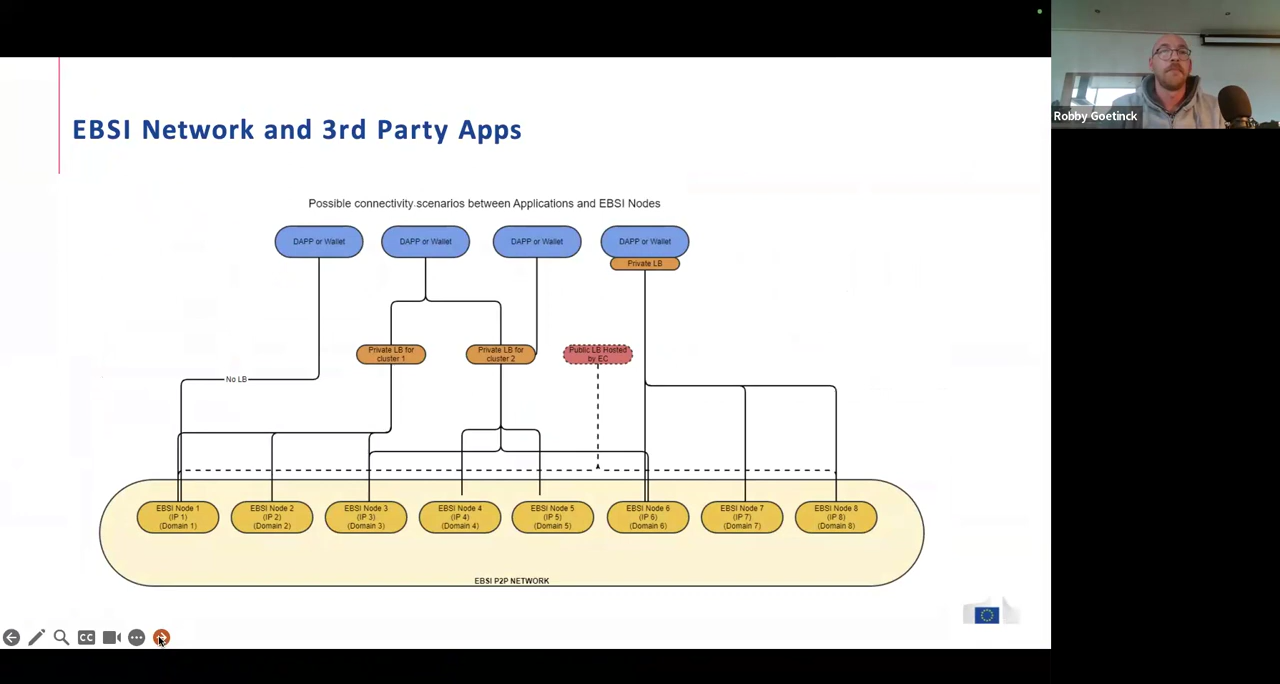 Robby Goetinck
EBSI Network and 3rd Party Apps
Possible connectivity scenarios between Applications and EBSI Nodes
DAPP or Wallet
DAPP or Wallet
DAPP or Wallet
DAPP or Wallet
Private LB
Private LB for
cluster 1
Private LB for
cluster 2
Public LB Hosted
by EC
No LB
EBSI Node 1
(IP 1)
(Domain 1)
EBSI Node 2
(IP 2)
(Domain 2)
EBSI Node 3
(IP 3)
(Domain 3)
EBSI Node 4
(IP 4)
(Domain 4)
EBSI Node 5
(IP 5)
(Domain 5)
EBSI Node 6
(IP 6)
(Domain 6)
EBSI Node 7
(IP 7)
(Domain 7)
EBSI Node 8
(IP 8)
(Domain 8)
EBSI P2P NETWORK
CC